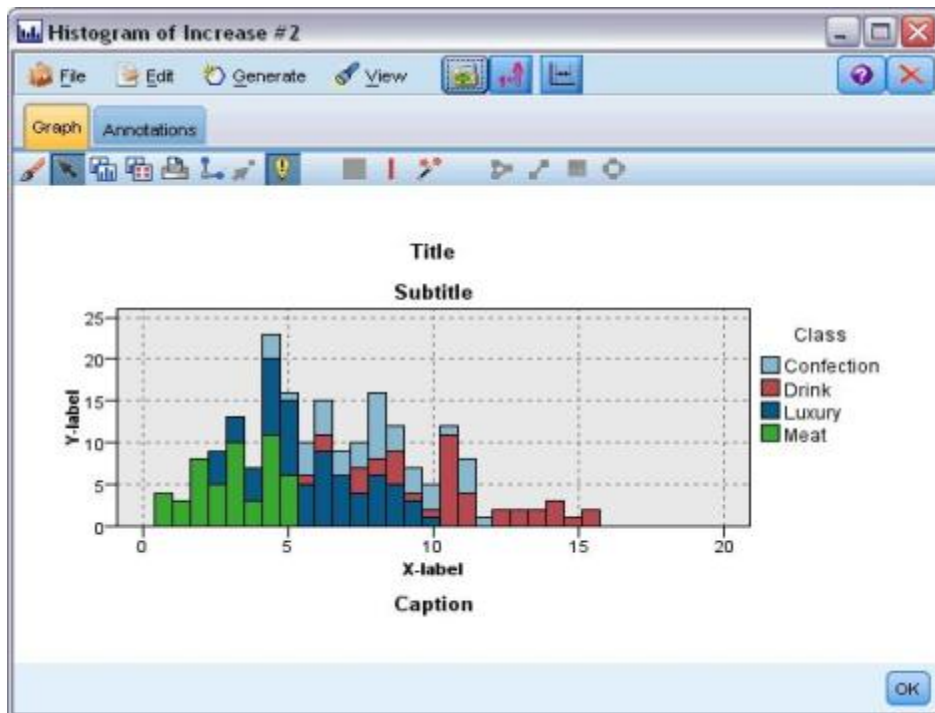 Histogram of Increase #2
File Edit Generate View
Graph Annotations
Title
Subtitle
25
20
15
10
5
0
Y-label
Class
Confection
Drink
Luxury
Meat
0 5 10 15 20
X-label
Caption
OK